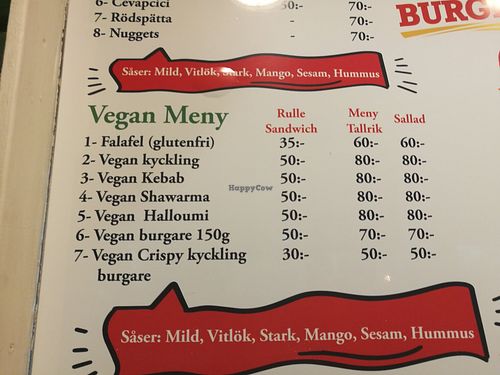 6- Cevapcici 50:- 70:-
7- Rödspätta - 70:-
8- Nuggets - 70:-
BURG
Såser: Mild, Vitlök, Stark, Mango, Sesam, Hummus
Vegan Meny Rulle Sandwich Meny Tallrik Sallad
1- Falafel (glutenfri) 35:- 60:- 60:-
2- Vegan kyckling 50:- 80:- 80:-
3- Vegan Kebab 50:- 80:- 80:-
HappyCow
4- Vegan Shawarma 50:- 80:- 80:-
5- Vegan Halloumi 50:- 80:- 80:-
6- Vegan burgare 150g 50:- 70:- 70:-
7- Vegan Crispy kyckling 30:- 50:- 50:-
burgare
Såser: Mild, Vitlök, Stark, Mango, Sesam, Hummus